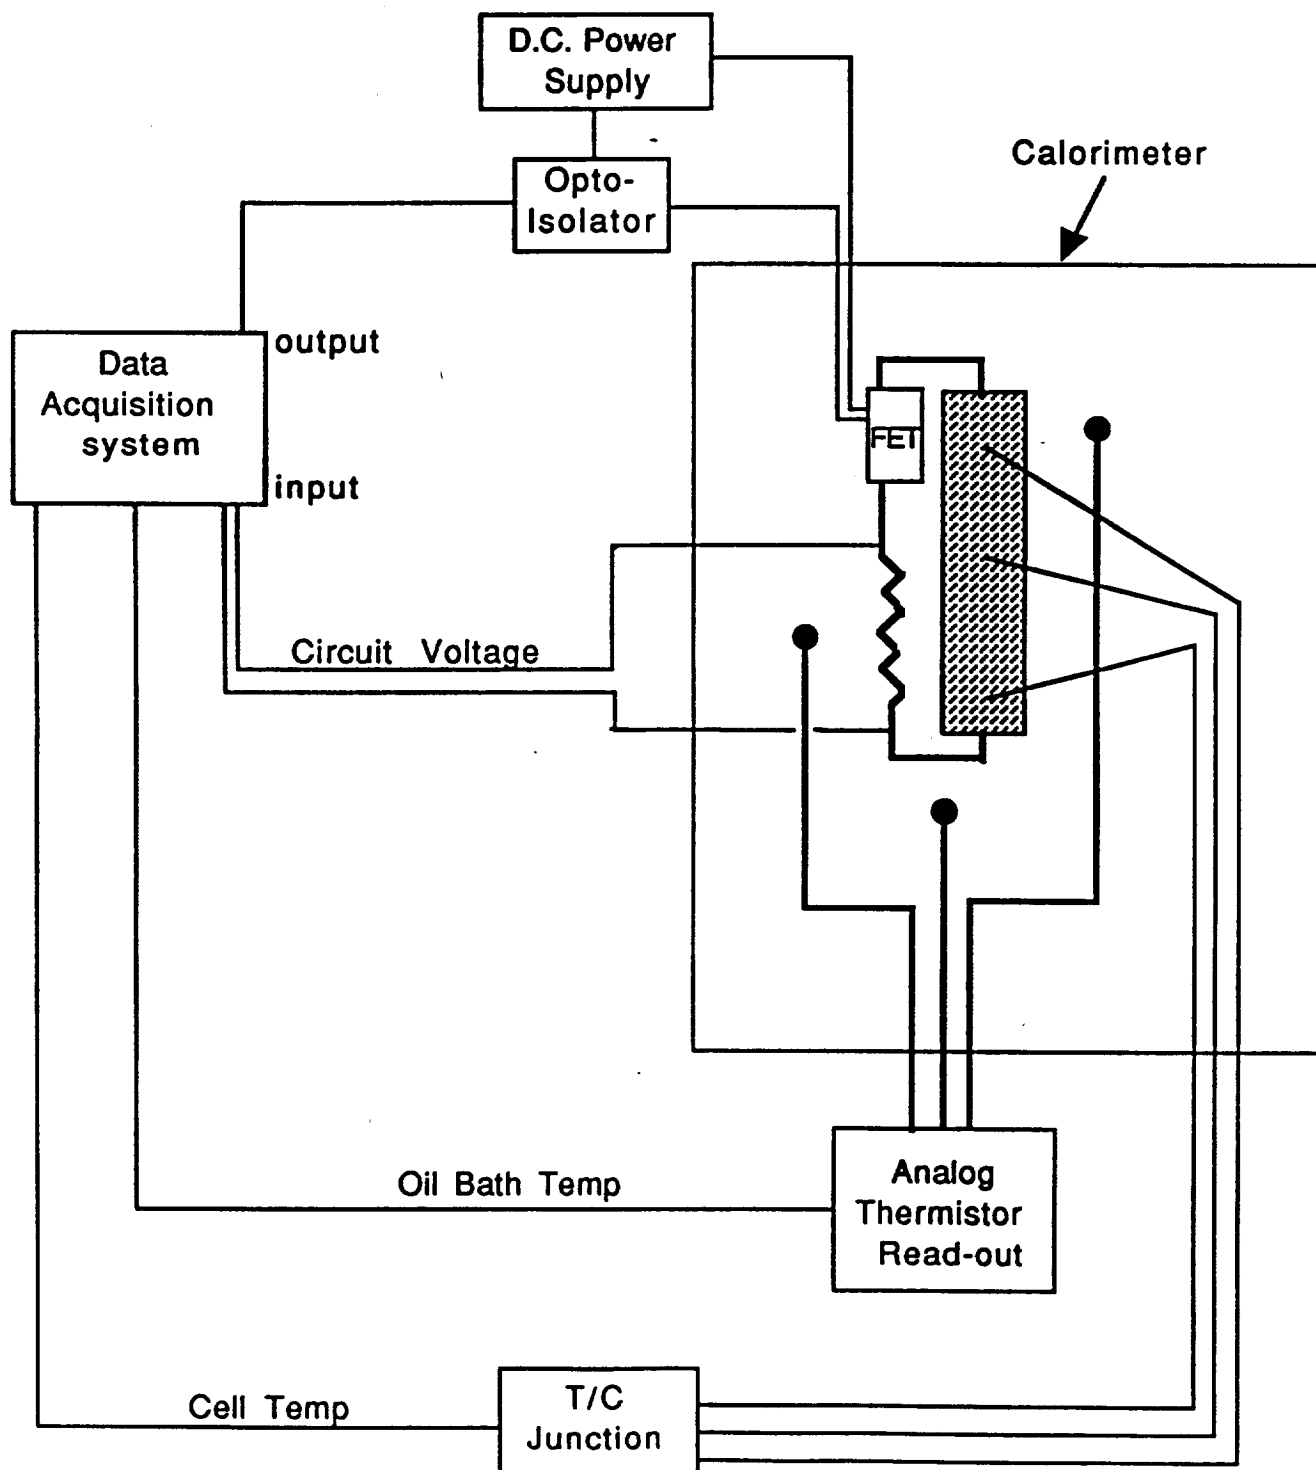 D.C. Power
Supply
Opto-
Isolator
Calorimeter
output
Data
Acquisition
system
input
FET
Circuit Voltage
Oil Bath Temp
Analog
Thermistor
Read-out
Cell Temp
T/C
Junction